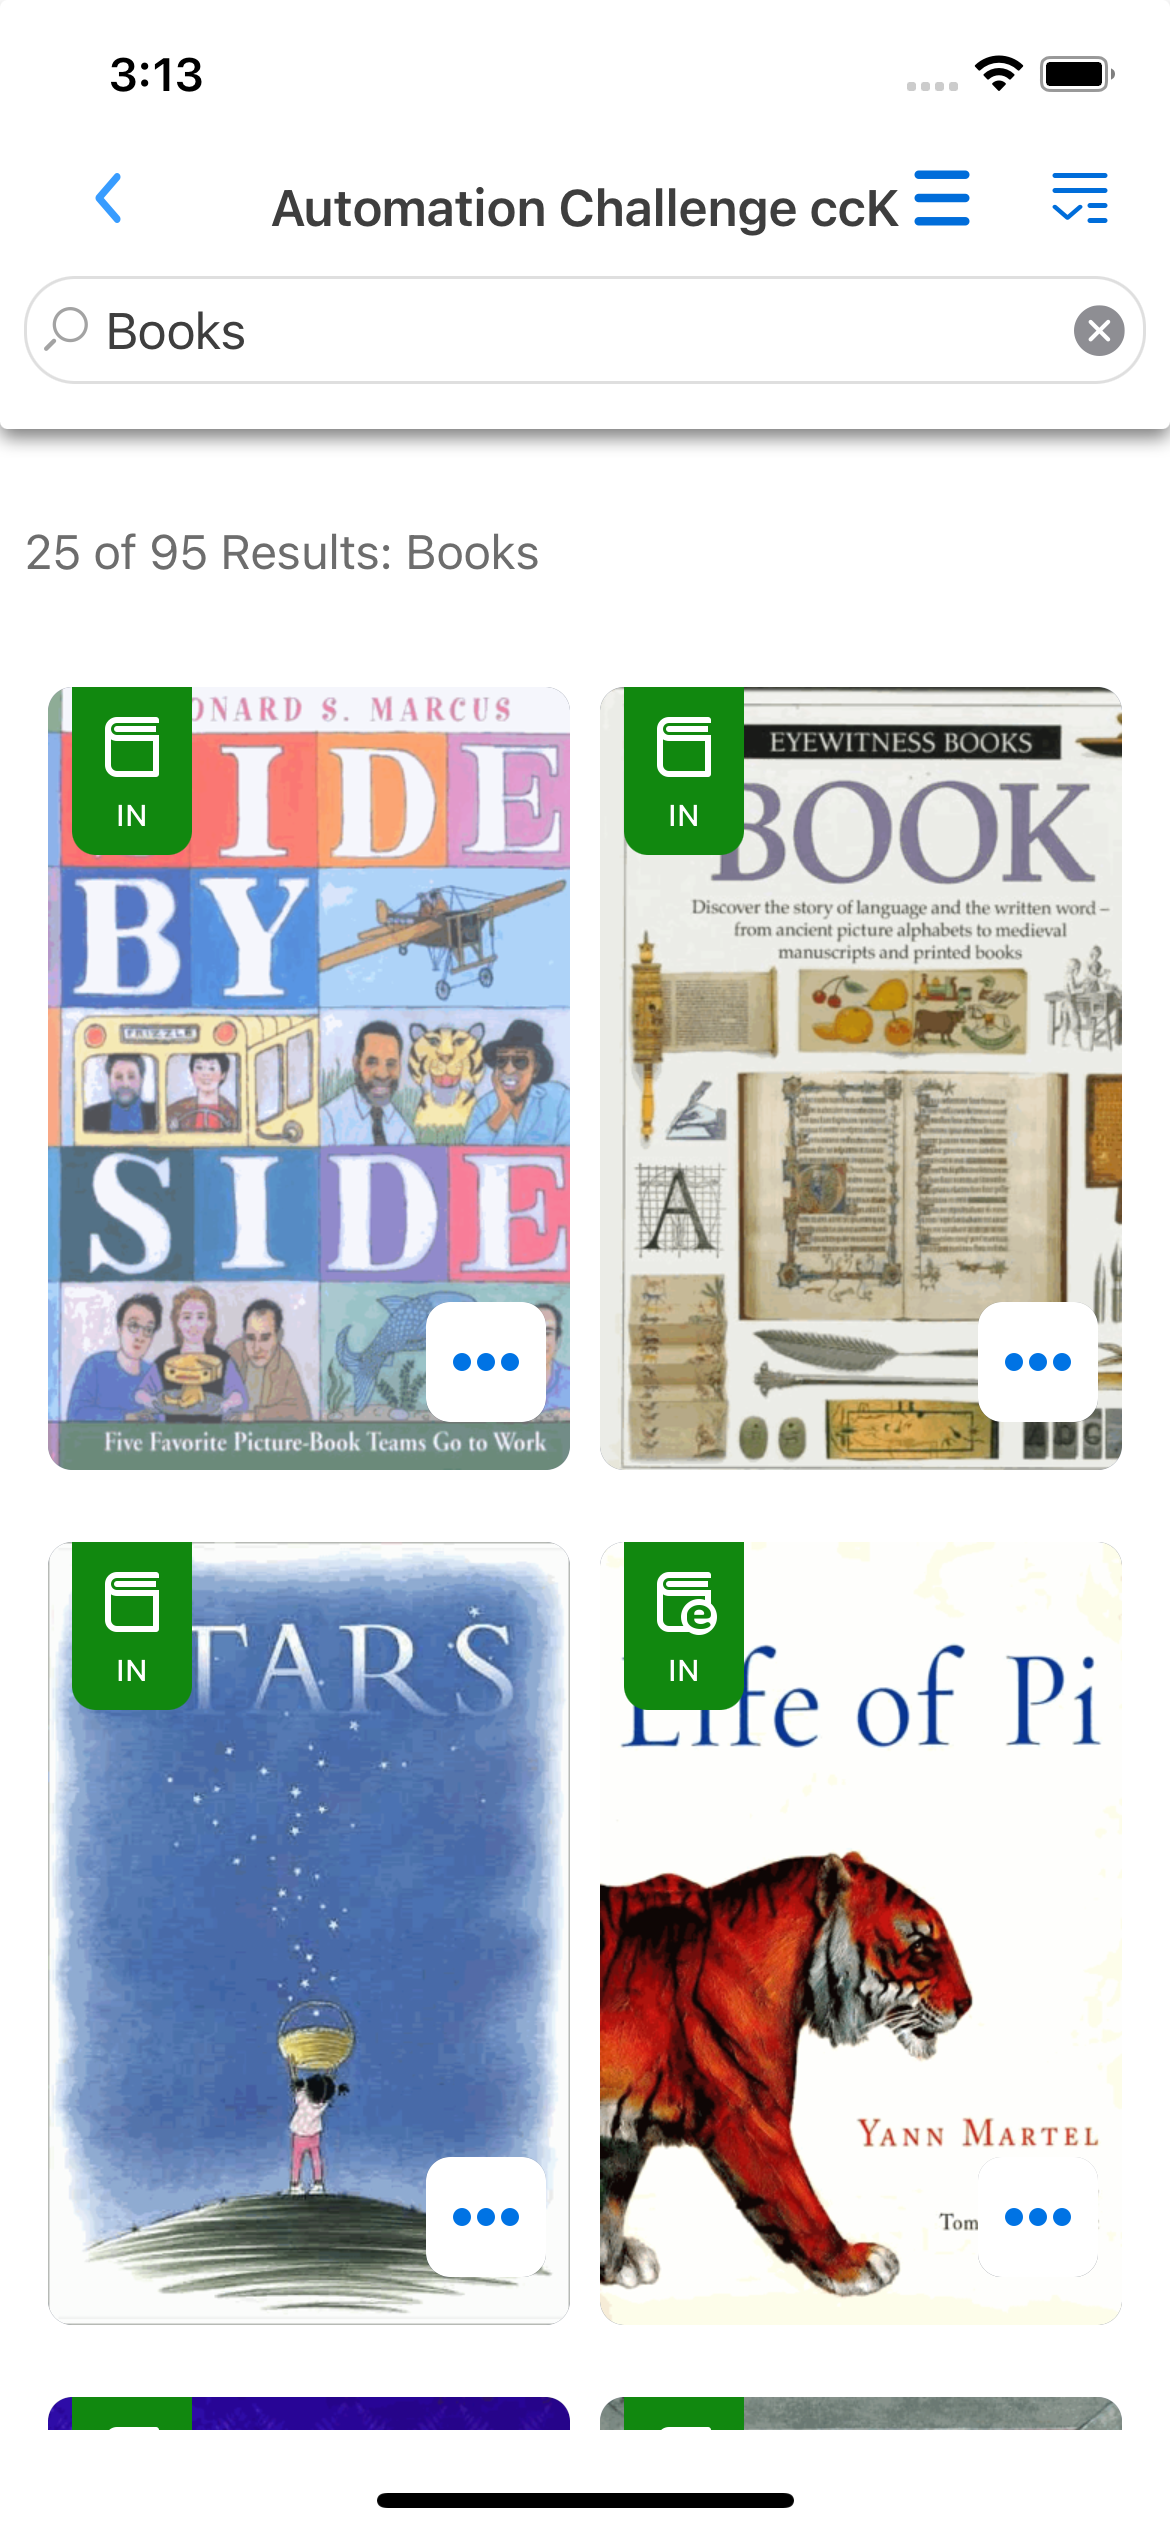 3:13
Automation Challenge ccK
Books
25 of 95 Results: Books
IN
ONARD S. MARCUS
IDE
BY
FRIZZLE
SIDE
Five Favorite Picture-Book Teams Go to Work
IN
EYEWITNESS BOOKS
BOOK
Discover the story of language and the written word –
from ancient picture alphabets to medieval
manuscripts and printed books
A
IN
TARS
IN
Life of Pi
YANN MARTEL
Tom